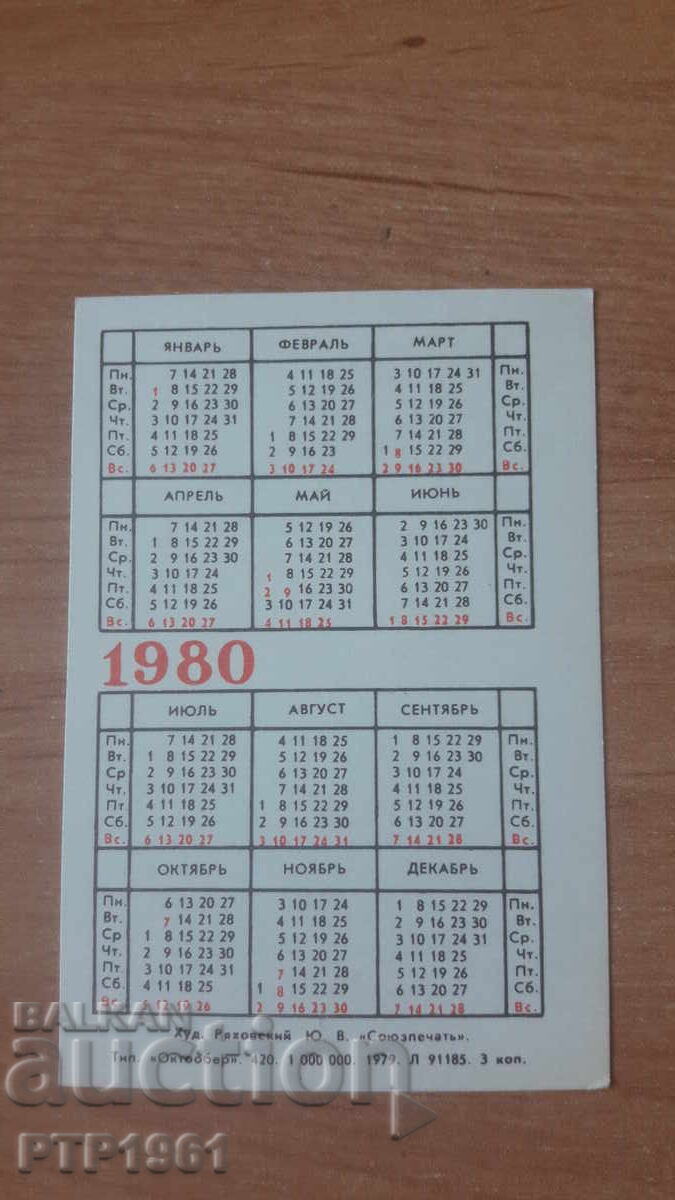 ЯНВАРЬ ФЕВРАЛЬ МАРТ
Пн. 7 14 21 28 4 11 18 25 3 10 17 24 31 Пн.
Вт. 1 8 15 22 29 5 12 19 26 4 11 18 25 Вт.
Ср. 2 9 16 23 30 6 13 20 27 5 12 19 26 Ср.
Чт. 3 10 17 24 31 7 14 21 28 6 13 20 27 Чт.
Пт. 4 11 18 25 1 8 15 22 29 7 14 21 28 Пт.
Сб. 5 12 19 26 2 9 16 23 1 8 15 22 29 Сб.
Вс. 6 13 20 27 3 10 17 24 2 9 16 23 30 Вс.
АПРЕЛЬ МАЙ ИЮНЬ
Пн. 7 14 21 28 5 12 19 26 2 9 16 23 30 Пн.
Вт. 1 8 15 22 29 6 13 20 27 3 10 17 24 Вт.
Ср. 2 9 16 23 30 7 14 21 28 4 11 18 25 Ср.
Чт. 3 10 17 24 1 8 15 22 29 5 12 19 26 Чт.
Пт. 4 11 18 25 2 9 16 23 30 6 13 20 27 Пт.
Сб. 5 12 19 26 3 10 17 24 31 7 14 21 28 Сб.
Вс. 6 13 20 27 4 11 18 25 1 8 15 22 29 Вс.
1980
ИЮЛЬ АВГУСТ СЕНТЯБРЬ
Пн. 7 14 21 28 4 11 18 25 1 8 15 22 29 Пн.
Вт. 1 8 15 22 29 5 12 19 26 2 9 16 23 30 Вт.
Ср 2 9 16 23 30 6 13 20 27 3 10 17 24 Ср.
Чт. 3 10 17 24 31 7 14 21 28 4 11 18 25 Чт.
Пт 4 11 18 25 1 8 15 22 29 5 12 19 26 Пт.
Сб. 5 12 19 26 2 9 16 23 30 6 13 20 27 Сб.
Вс. 6 13 20 27 3 10 17 24 31 7 14 21 28 Вс.
ОКТЯБРЬ НОЯБРЬ ДЕКАБРЬ
Пн. 6 13 20 27 3 10 17 24 1 8 15 22 29 Пн.
Вт. 7 14 21 28 4 11 18 25 2 9 16 23 30 Вт.
Ср 1 8 15 22 29 5 12 19 26 3 10 17 24 31 Ср.
Чт. 2 9 16 23 30 6 13 20 27 4 11 18 25 Чт.
Пт. 3 10 17 24 31 7 14 21 28 5 12 19 26 Пт.
Сб. 4 11 18 25 1 8 15 22 29 6 13 20 27 Сб.
Вс. 5 12 19 26 2 9 16 23 30 7 14 21 28 Вс.
Худ. Ряховский Ю. В. «Союзпечать».
Тип. «Октомбер». 420. 1 000 000. 1979. Л 91185. 3 коп.
BALKAN
auction
PTP1961